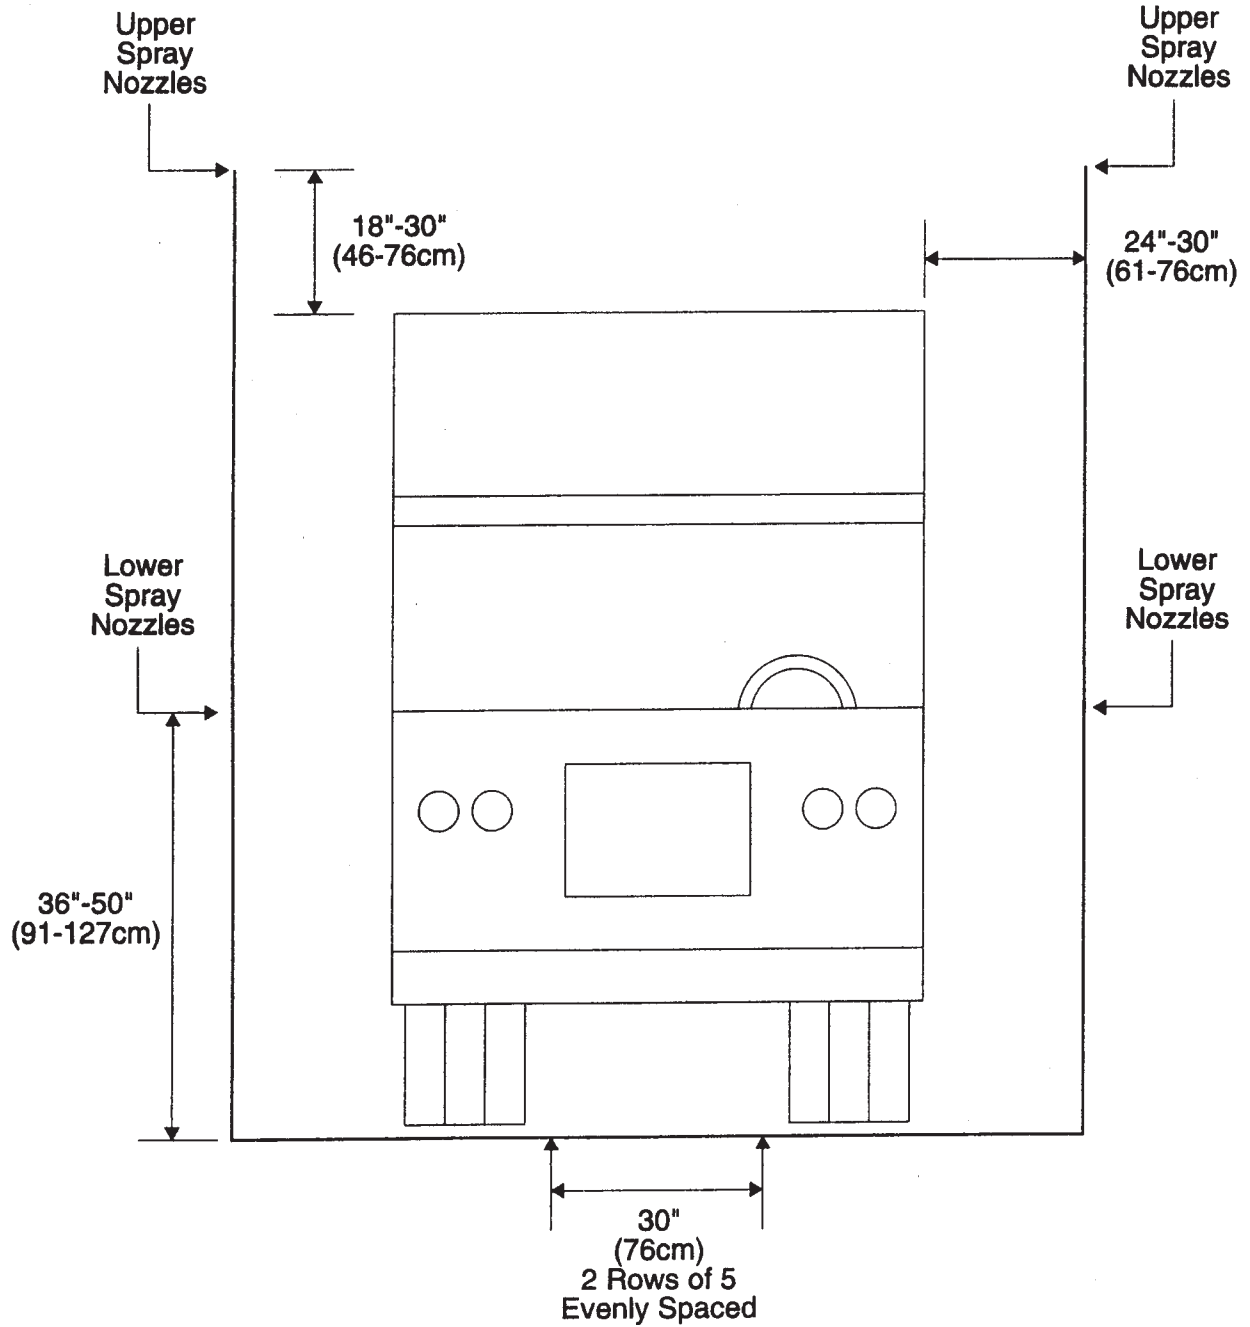 Upper
Spray
Nozzles
Upper
Spray
Nozzles
18"-30"
(46-76cm)
24"-30"
(61-76cm)
Lower
Spray
Nozzles
Lower
Spray
Nozzles
36"-50"
(91-127cm)
30"
(76cm)
2 Rows of 5
Evenly Spaced